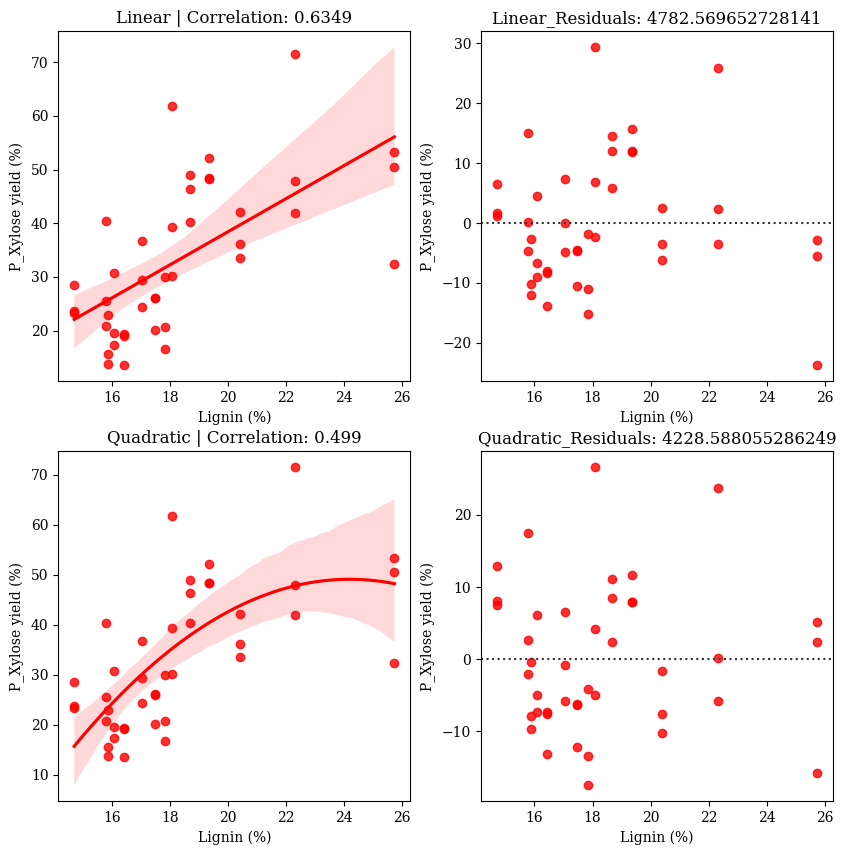 Linear | Correlation: 0.6349
Linear_Residuals: 4782.569652728141
P_Xylose yield (%)
70
60
50
40
30
20
16 18 20 22 24 26
Lignin (%)
P_Xylose yield (%)
30
20
10
0
−10
−20
16 18 20 22 24 26
Lignin (%)
Quadratic | Correlation: 0.499
Quadratic_Residuals: 4228.588055286249
P_Xylose yield (%)
70
60
50
40
30
20
10
16 18 20 22 24 26
Lignin (%)
P_Xylose yield (%)
20
10
0
−10
16 18 20 22 24 26
Lignin (%)